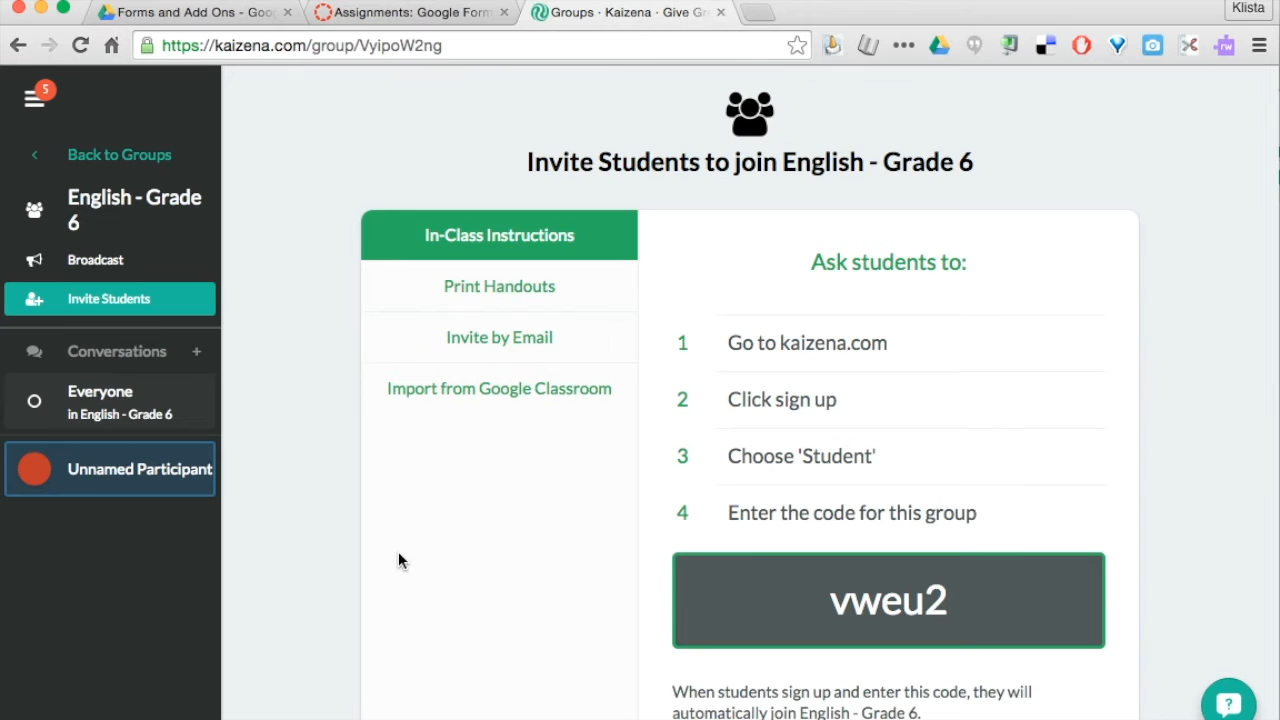 Forms and Add Ons - Goo
Assignments: Google Form
Groups · Kaizena · Give Gr
Klista
https://kaizena.com/group/VyipoW2ng
rw
5
Back to Groups
English - Grade
6
Broadcast
Invite Students
Conversations +
Everyone
in English - Grade 6
Unnamed Participant
Invite Students to join English - Grade 6
In-Class Instructions
Print Handouts
Invite by Email
Import from Google Classroom
Ask students to:
1 Go to kaizena.com
2 Click sign up
3 Choose 'Student'
4 Enter the code for this group
vweu2
When students sign up and enter this code, they will
automatically join English - Grade 6.
?